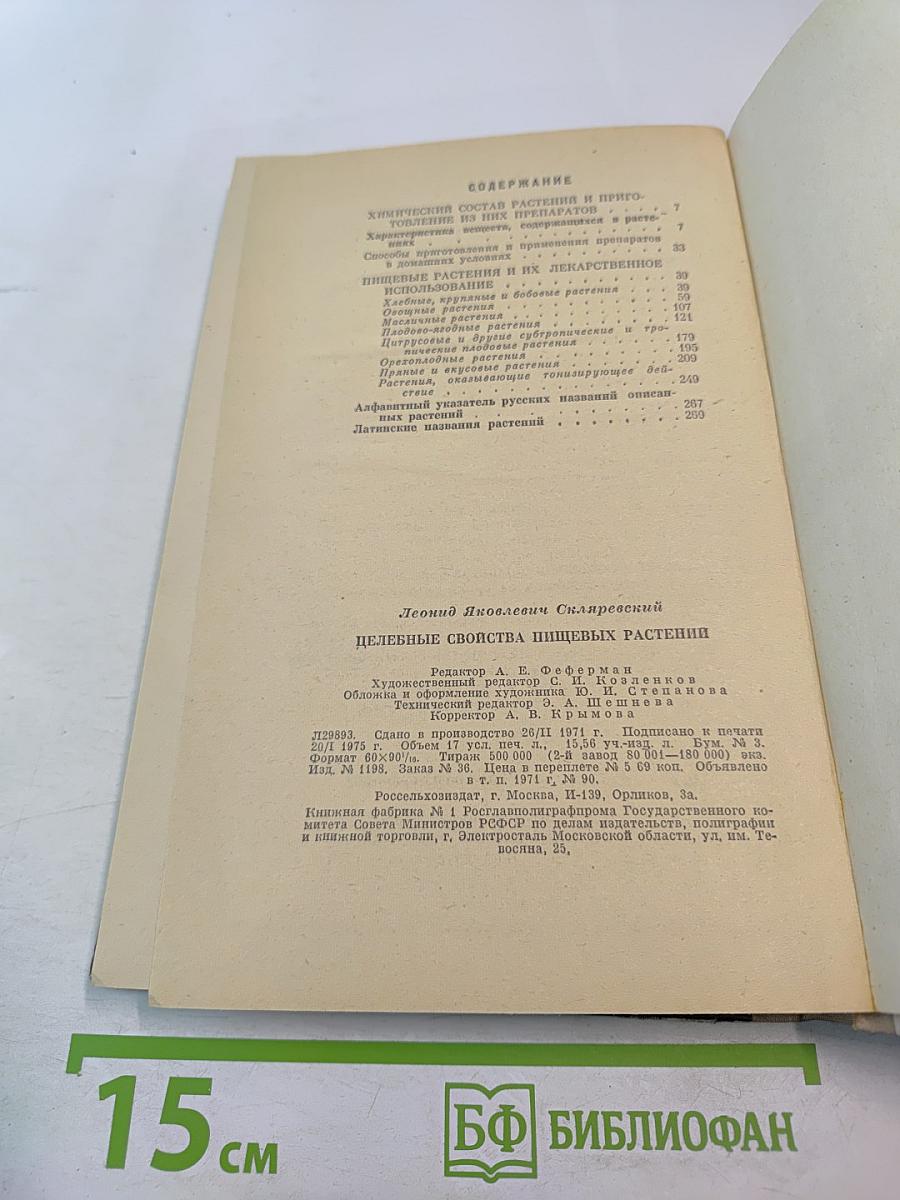 СОДЕРЖАНИЕ
ХИМИЧЕСКИЙ СОСТАВ РАСТЕНИЙ И ПРИГО-
ТОВЛЕНИЕ ИЗ НИХ ПРЕПАРАТОВ . . . . 7
Характеристика веществ, содержащихся в расте-
ниях . . . . . . . . . . . 7
Способы приготовления и применения препаратов
в домашних условиях . . . . . . . . . 33
ПИЩЕВЫЕ РАСТЕНИЯ И ИХ ЛЕКАРСТВЕННОЕ
ИСПОЛЬЗОВАНИЕ . . . . . . . . . . 39
Хлебные, крупяные и бобовые растения . . . 39
Овощные растения . . . . . . . . . . 59
Масличные растения . . . . . . . . . . 107
Плодово-ягодные растения . . . . . . . . 121
Цитрусовые и другие субтропические и тро-
пические плодовые растения . . . . . . 179
Орехоплодные растения . . . . . . . . . 195
Пряные и вкусовые растения . . . . . . . 209
Растения, оказывающие тонизирующее дей-
ствие . . . . . . . . . . . . 249
Алфавитный указатель русских названий описан-
ных растений . . . . . . . . . . . 267
Латинские названия растений . . . . . . . 269
Леонид Яковлевич Скляревский
ЦЕЛЕБНЫЕ СВОЙСТВА ПИЩЕВЫХ РАСТЕНИЙ
Редактор А. Е. Феферман
Художественный редактор С. И. Козленков
Обложка и оформление художника Ю. И. Степанова
Технический редактор Э. А. Шешнева
Корректор А. В. Крымова
Л29893. Сдано в производство 26/II 1971 г. Подписано к печати
20/I 1975 г. Объем 17 усл. печ. л., 15,56 уч.-изд. л. Бум. № 3.
Формат 60×90¹/₁₆. Тираж 500 000 (2-й завод 80 001—180 000) экз.
Изд. № 1198. Заказ № 36. Цена в переплете № 5 69 коп. Объявлено
в т. п. 1971 г. № 90.
Россельхозиздат, г. Москва, И-139, Орликов, 3а.
Книжная фабрика № 1 Росглавполиграфпрома Государственного ко-
митета Совета Министров РСФСР по делам издательств, полиграфии
и книжной торговли, г. Электросталь Московской области, ул. им. Те-
восяна, 25.
15 см
БФ БИБЛИОФАН